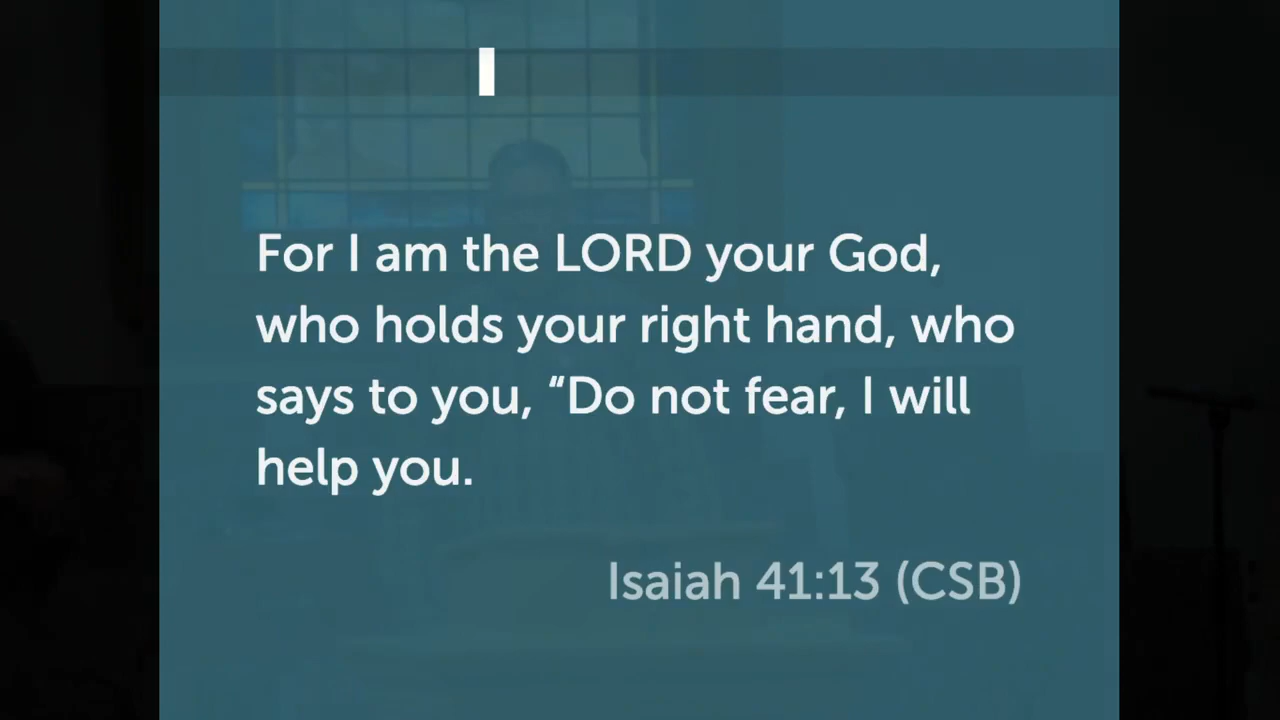 For I am the LORD your God,
who holds your right hand, who
says to you, “Do not fear, I will
help you.
Isaiah 41:13 (CSB)